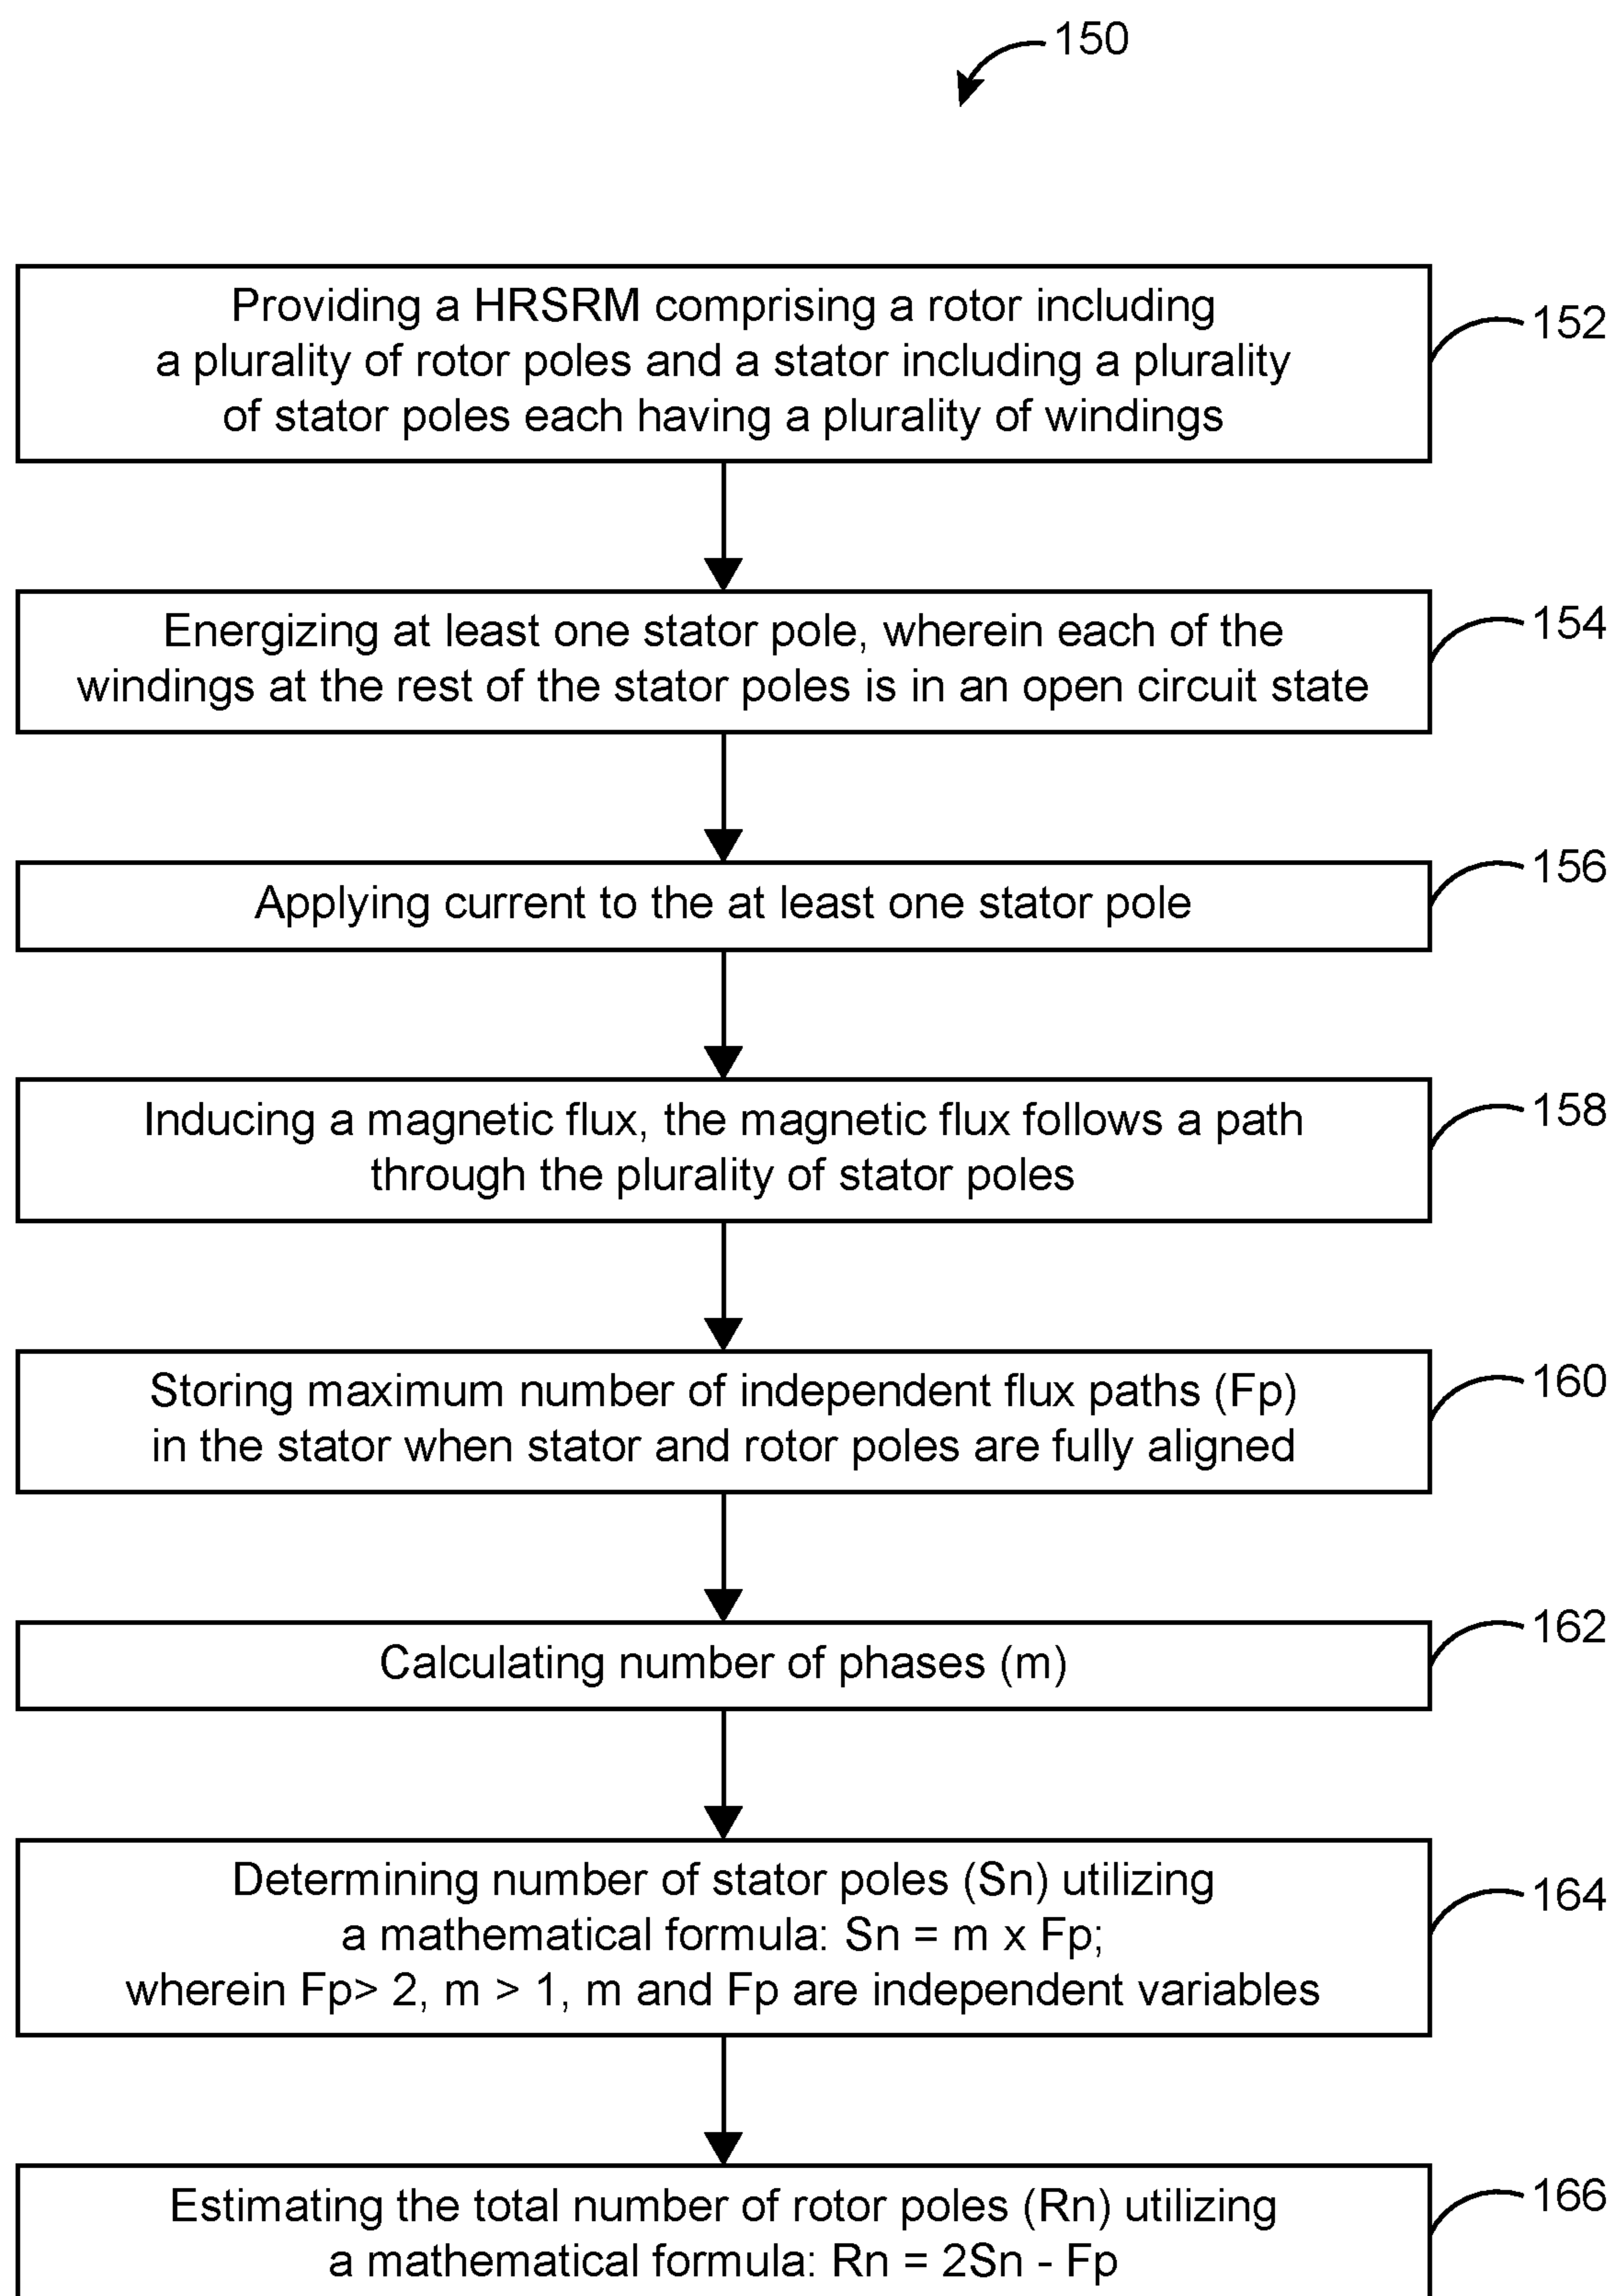 150
Providing a HRSRM comprising a rotor including
a plurality of rotor poles and a stator including a plurality
of stator poles each having a plurality of windings
152
Energizing at least one stator pole, wherein each of the
windings at the rest of the stator poles is in an open circuit state
154
Applying current to the at least one stator pole
156
Inducing a magnetic flux, the magnetic flux follows a path
through the plurality of stator poles
158
Storing maximum number of independent flux paths (Fp)
in the stator when stator and rotor poles are fully aligned
160
Calculating number of phases (m)
162
Determining number of stator poles (Sn) utilizing
a mathematical formula: Sn = m x Fp;
wherein Fp> 2, m > 1, m and Fp are independent variables
164
Estimating the total number of rotor poles (Rn) utilizing
a mathematical formula: Rn = 2Sn - Fp
166